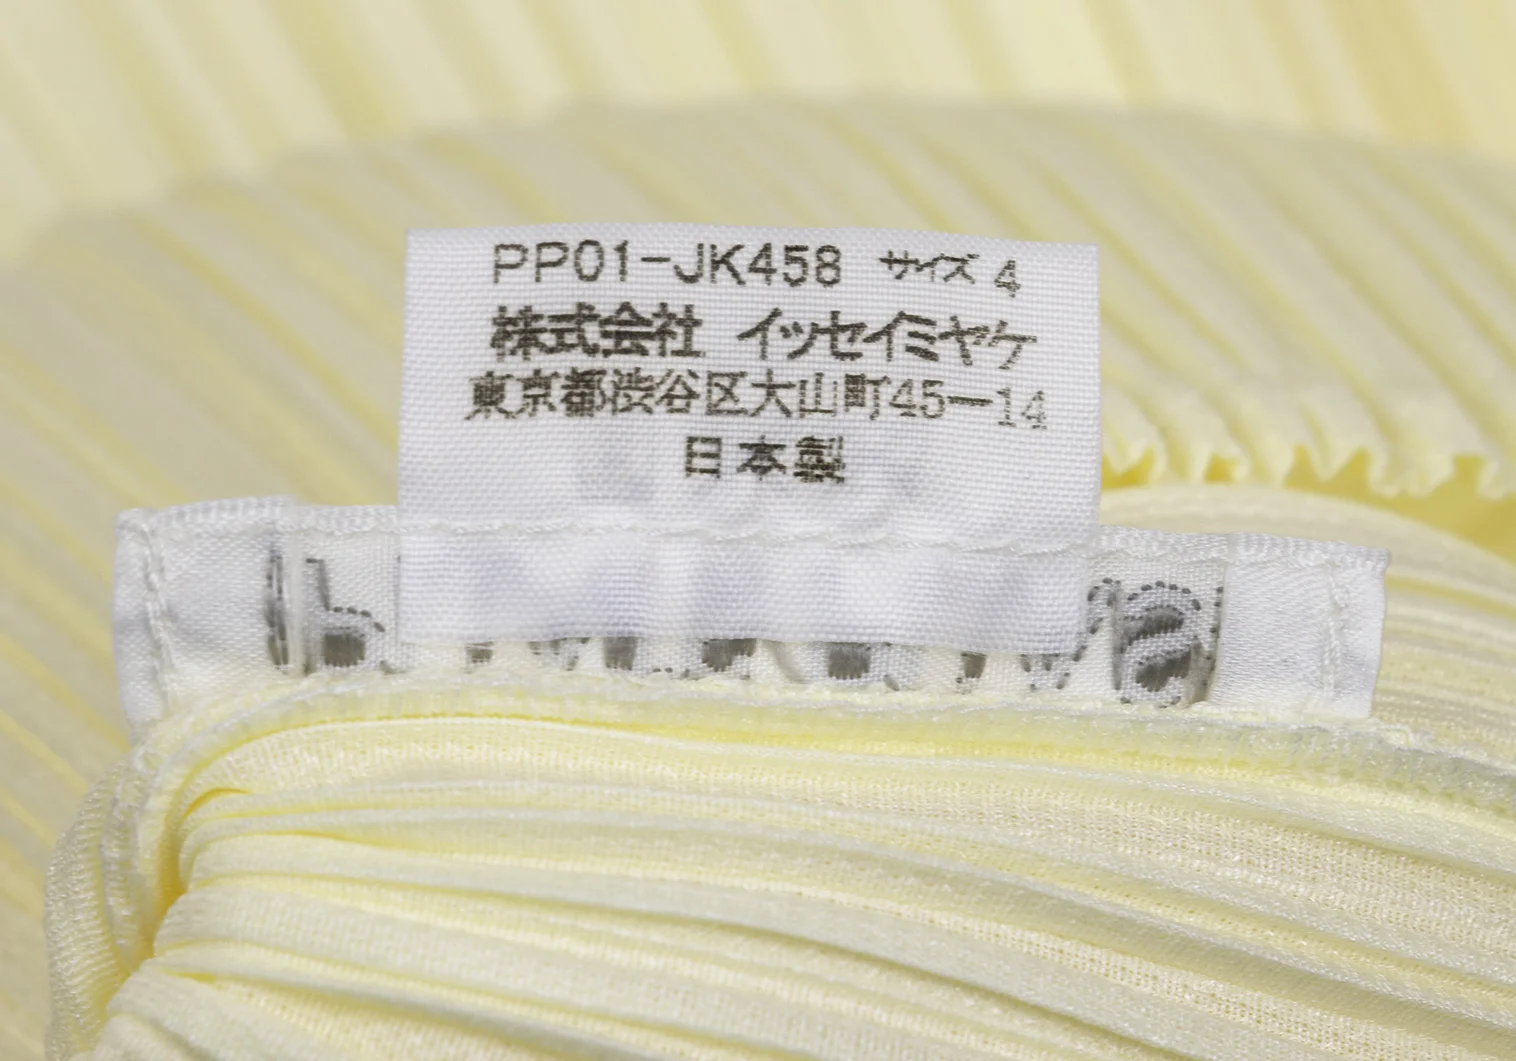 PP01-JK458 サイズ 4
株式会社 イッセイミヤケ
東京都渋谷区大山町45ー14
日本製